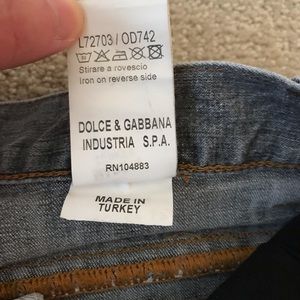 L72703 / OD742
Stirare a rovescio
Iron on reverse side
DOLCE & GABBANA
INDUSTRIA S.P.A.
RN104883
MADE IN
TURKEY